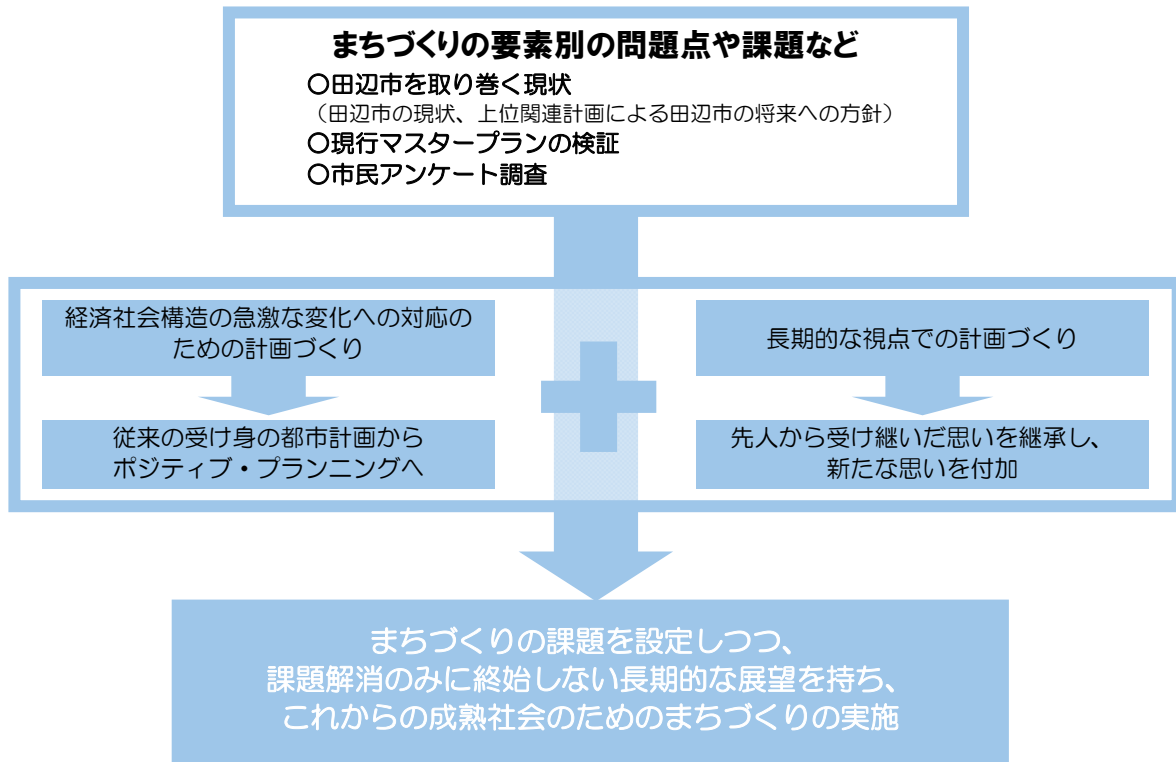 まちづくりの要素別の問題点や課題など
〇田辺市を取り巻く現状
（田辺市の現状、上位関連計画による田辺市の将来への方針）
〇現行マスタープランの検証
〇市民アンケート調査
経済社会構造の急激な変化への対応の
ための計画づくり
従来の受け身の都市計画から
ポジティブ・プランニングへ
長期的な視点での計画づくり
先人から受け継いだ思いを継承し、
新たな思いを付加
まちづくりの課題を設定しつつ、
課題解消のみに終始しない長期的な展望を持ち、
これからの成熟社会のためのまちづくりの実施